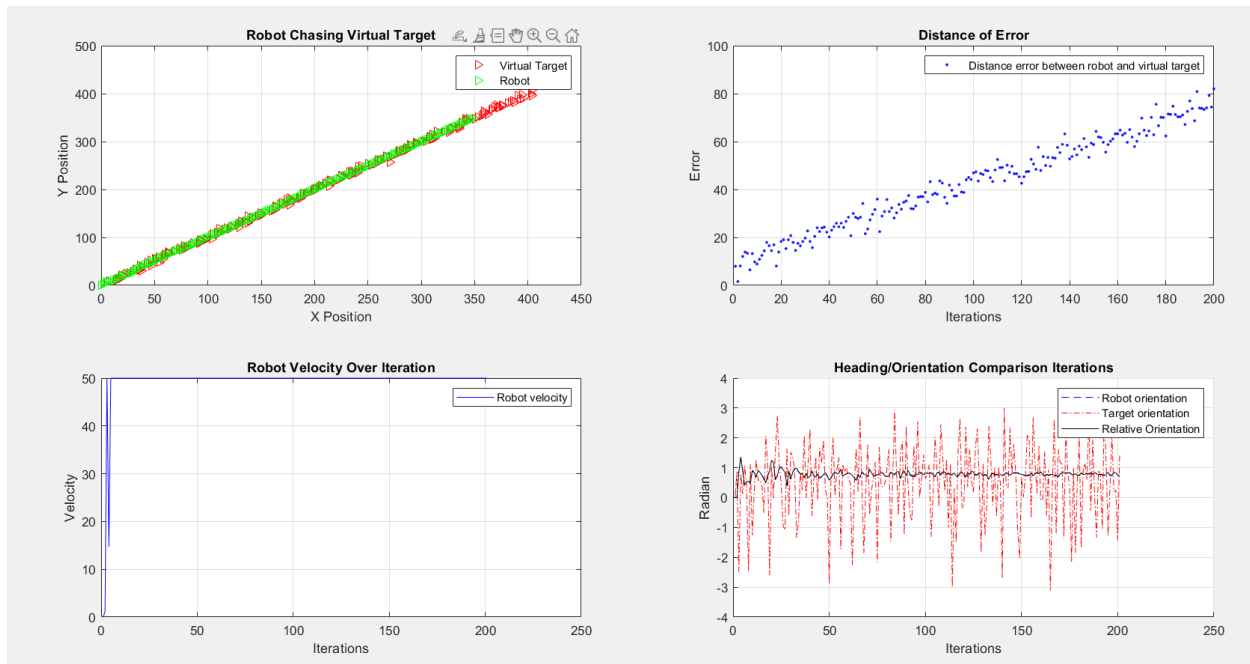 Robot Chasing Virtual Target
500
400
300
200
100
0
Y Position
Virtual Target
Robot
0 50 100 150 200 250 300 350 400 450
X Position
Distance of Error
100
80
60
40
20
0
Error
Distance error between robot and virtual target
0 20 40 60 80 100 120 140 160 180 200
Iterations
Robot Velocity Over Iteration
50
40
30
20
10
0
Velocity
Robot velocity
0 50 100 150 200 250
Iterations
Heading/Orientation Comparison Iterations
4
3
2
1
0
-1
-2
-3
-4
Radian
Robot orientation
Target orientation
Relative Orientation
0 50 100 150 200 250
Iterations